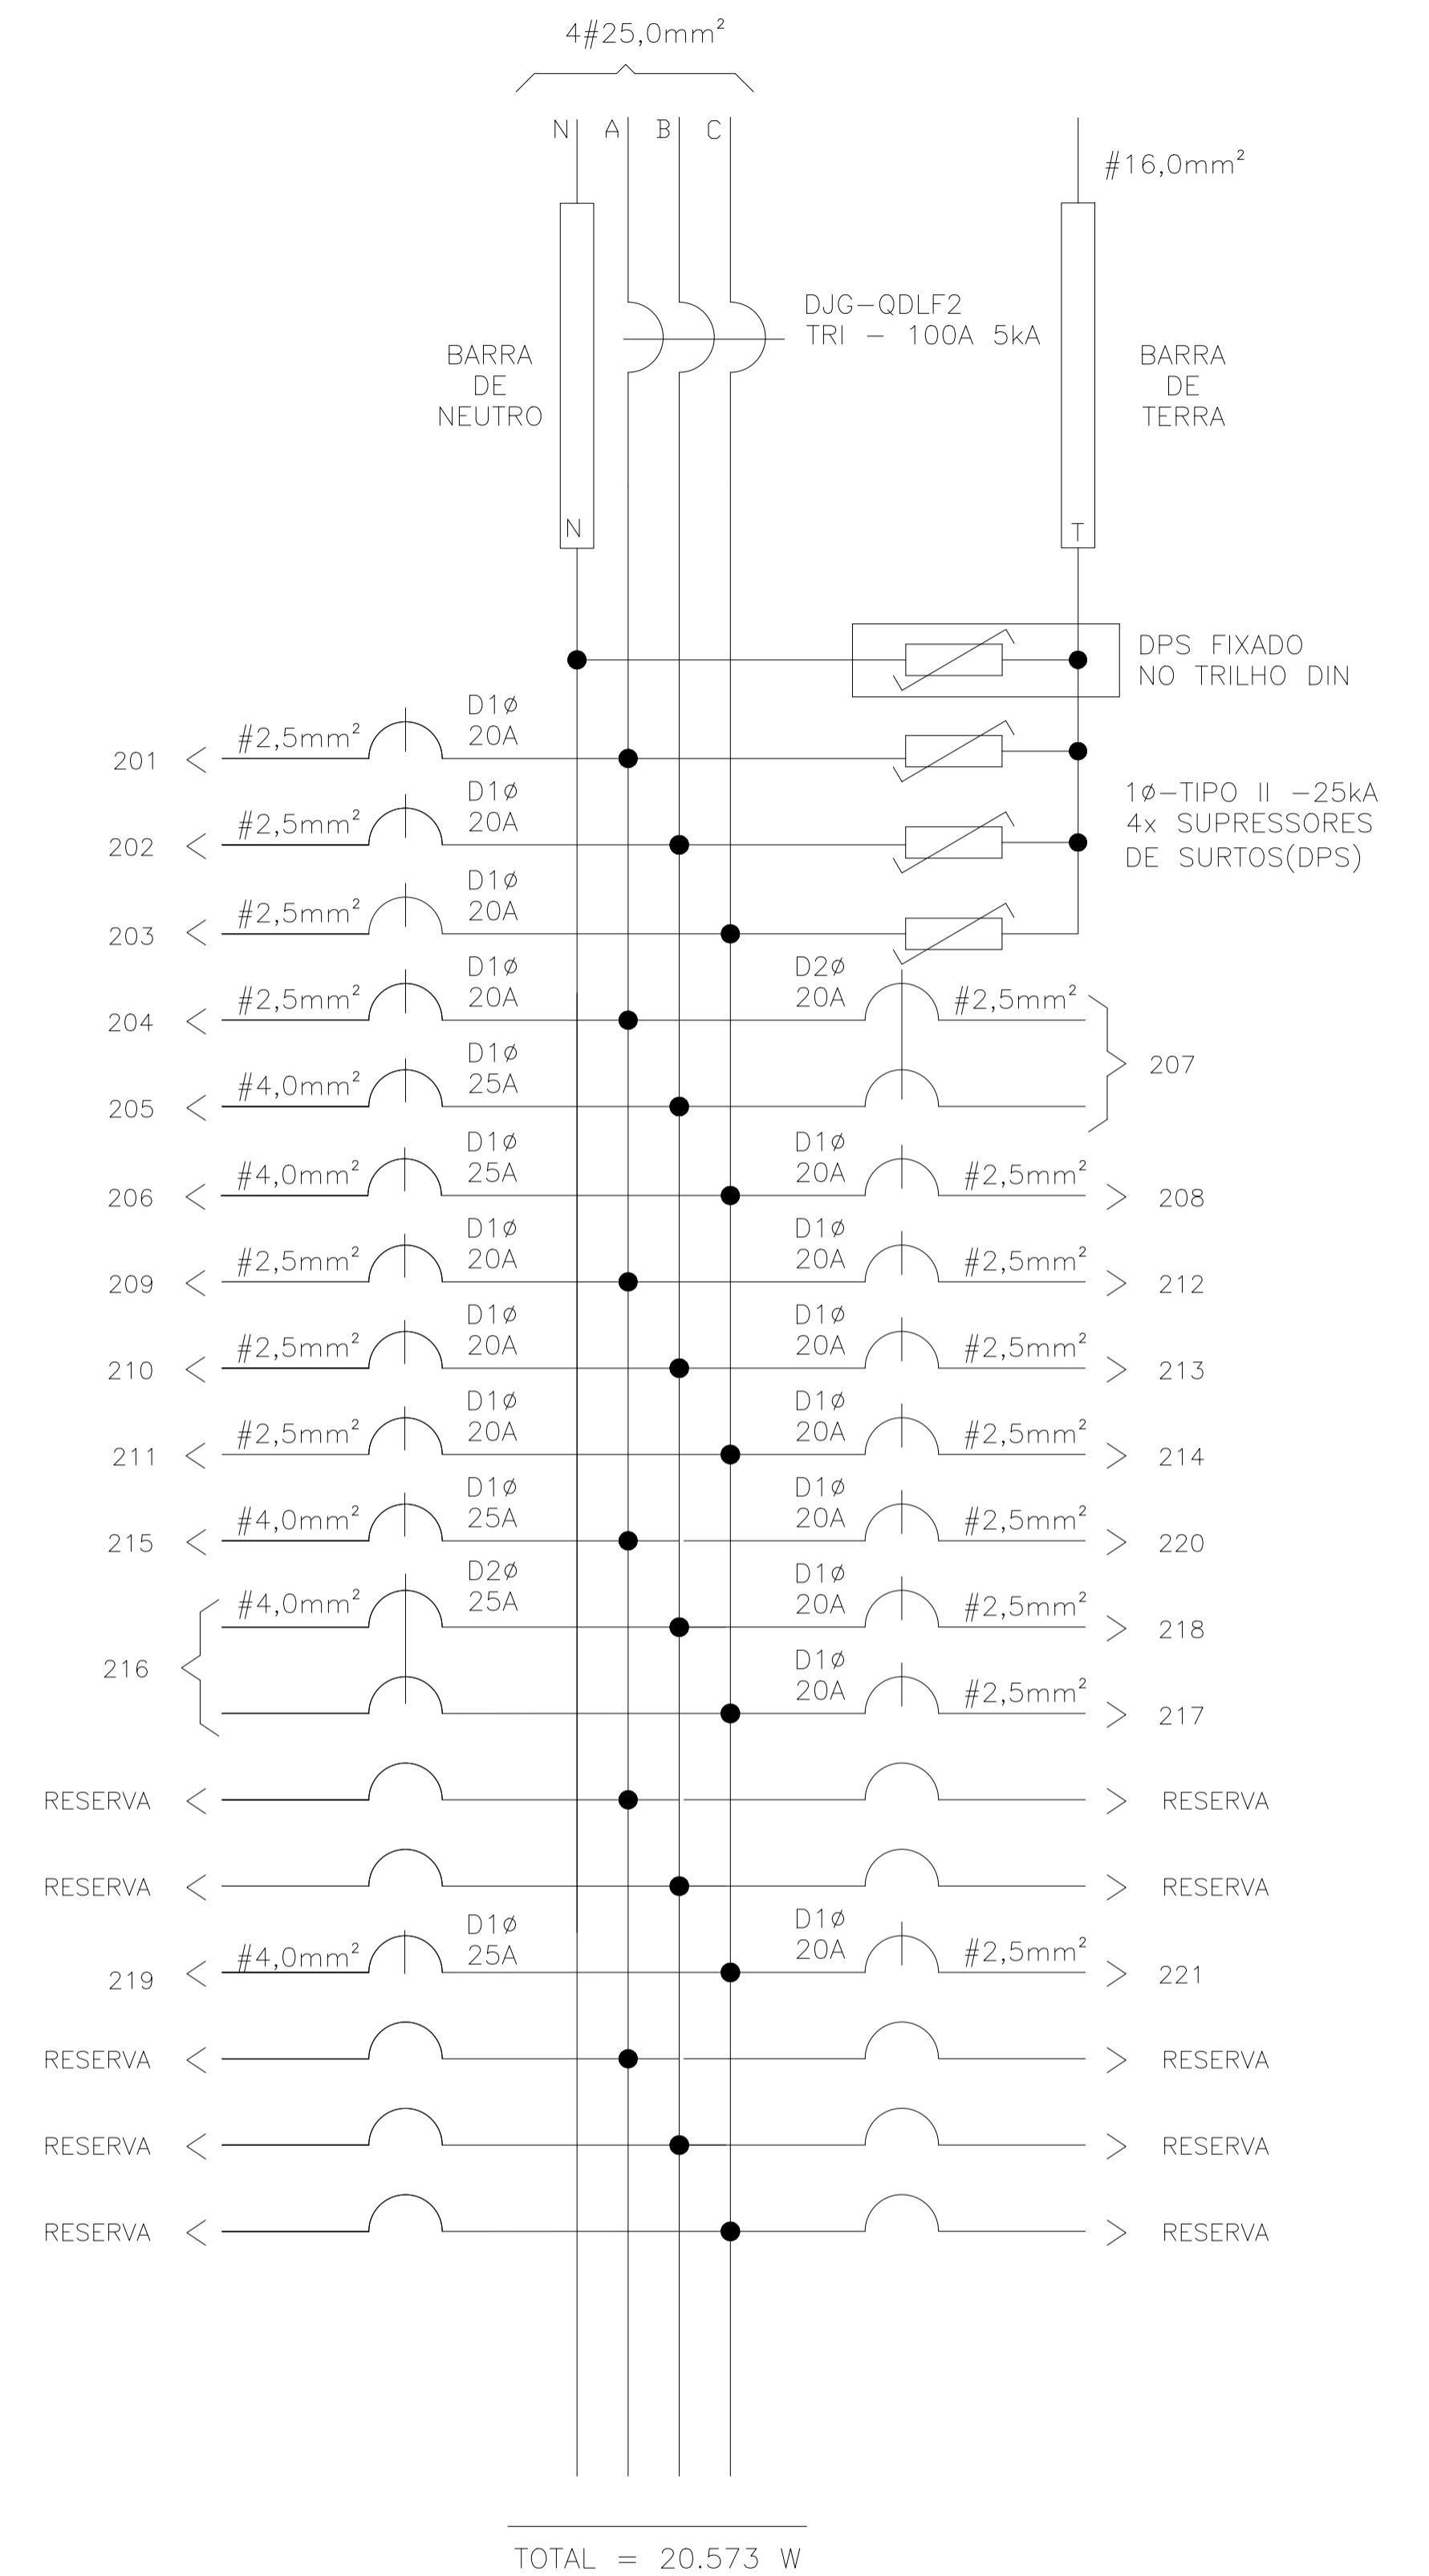 4#25,0mm²
N A B C
#16,0mm²
DJG-QDLF2
TRI - 100A 5kA
BARRA
DE
NEUTRO
BARRA
DE
TERRA
N
T
DPS FIXADO
NO TRILHO DIN
1ø-TIPO II -25kA
4x SUPRESSORES
DE SURTOS(DPS)
D1ø
20A
#2,5mm²
201
D1ø
20A
#2,5mm²
202
D1ø
20A
#2,5mm²
203
D1ø
20A
#2,5mm²
204
D2ø
20A
#2,5mm²
207
D1ø
25A
#4,0mm²
205
D1ø
25A
#4,0mm²
206
D1ø
20A
#2,5mm²
208
D1ø
20A
#2,5mm²
209
D1ø
20A
#2,5mm²
212
D1ø
20A
#2,5mm²
210
D1ø
20A
#2,5mm²
213
D1ø
20A
#2,5mm²
211
D1ø
20A
#2,5mm²
214
D1ø
25A
#4,0mm²
215
D1ø
20A
#2,5mm²
220
D2ø
25A
#4,0mm²
216
D1ø
20A
#2,5mm²
218
D1ø
20A
#2,5mm²
217
RESERVA
RESERVA
RESERVA
RESERVA
D1ø
25A
#4,0mm²
219
D1ø
20A
#2,5mm²
221
RESERVA
RESERVA
RESERVA
RESERVA
RESERVA
RESERVA
TOTAL = 20.573 W